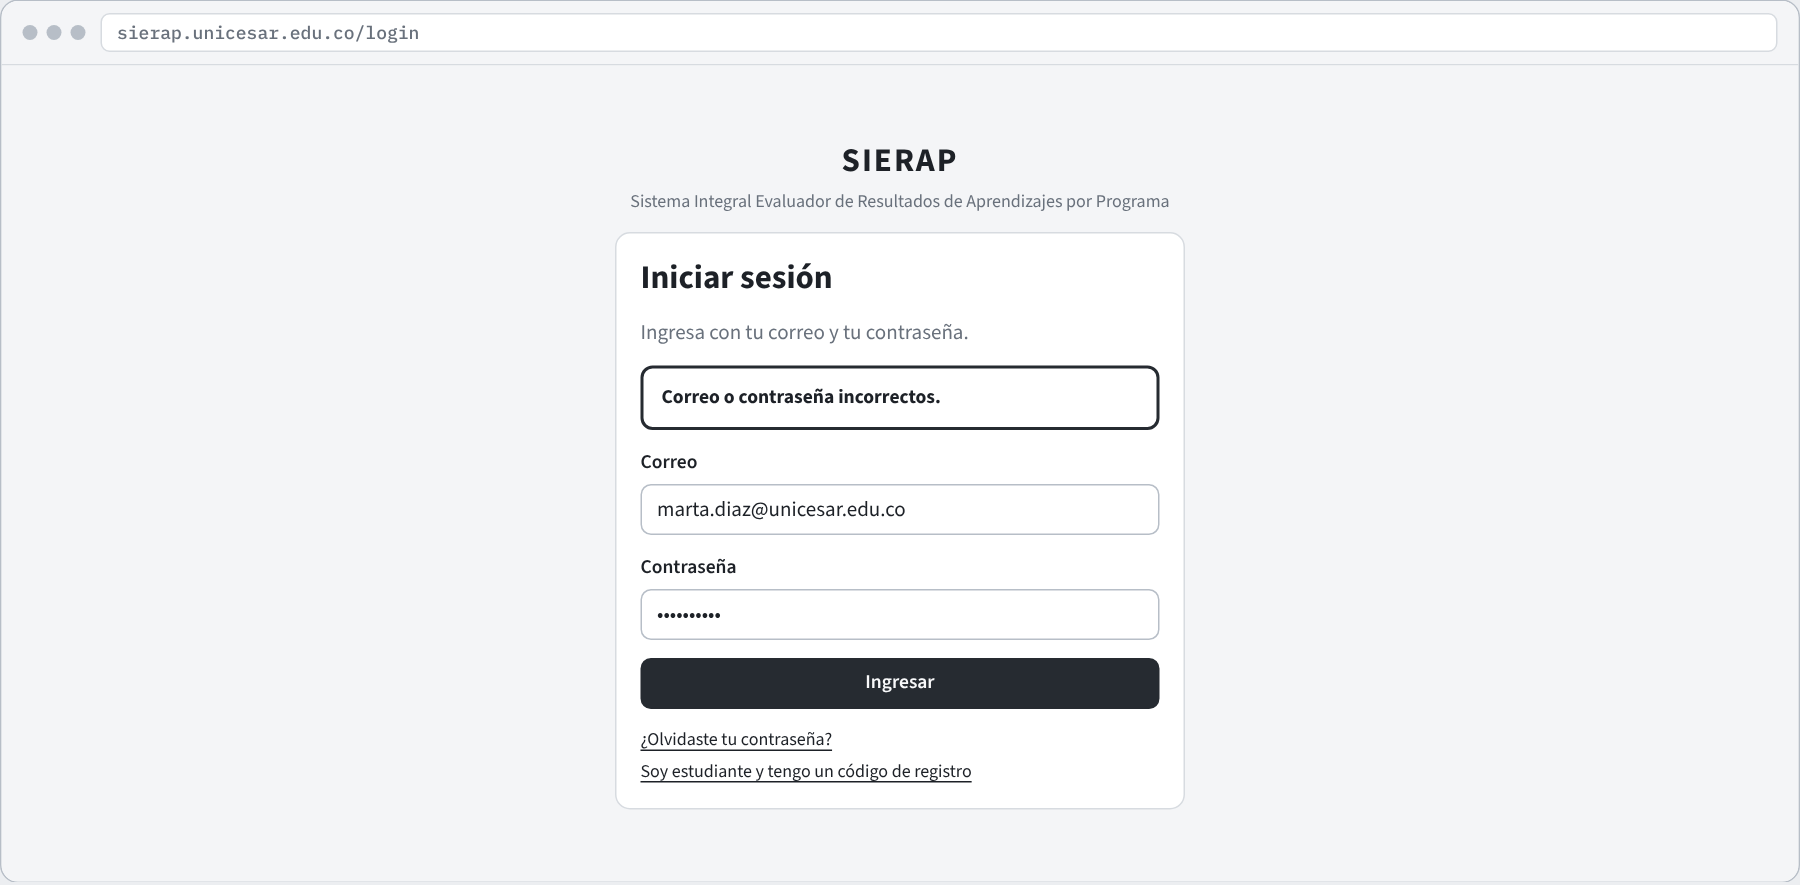 sierap.unicesar.edu.co/login
SIERAP
Sistema Integral Evaluador de Resultados de Aprendizajes por Programa
Iniciar sesión
Ingresa con tu correo y tu contraseña.
Correo o contraseña incorrectos.
Correo
marta.diaz@unicesar.edu.co
Contraseña
••••••••••
Ingresar
¿Olvidaste tu contraseña?
Soy estudiante y tengo un código de registro